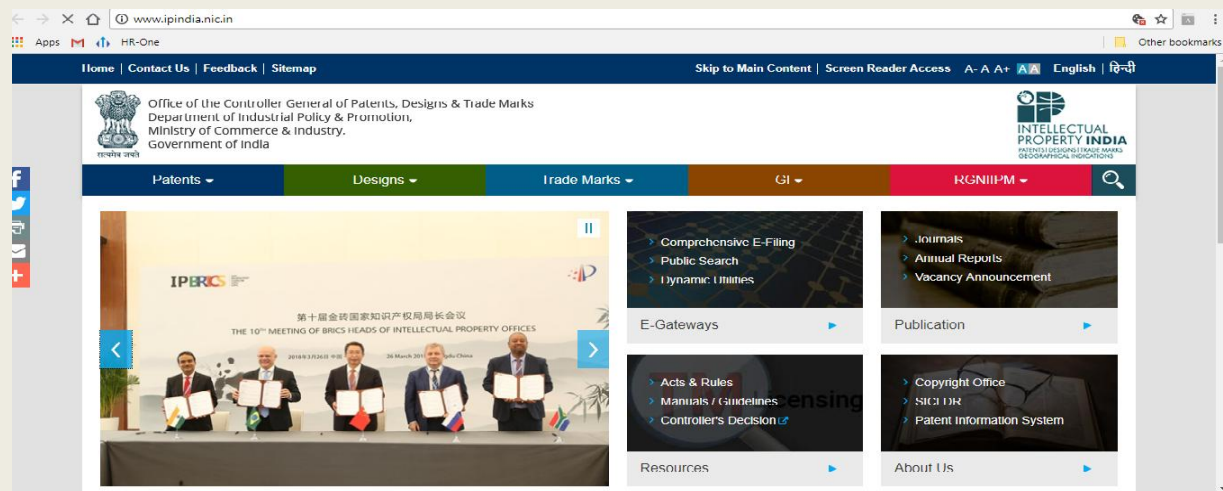 www.ipindia.nic.in
Apps HR-One Other bookmarks
Home | Contact Us | Feedback | Sitemap Skip to Main Content | Screen Reader Access A- A A+ A A English | हिन्दी
Office of the Controller General of Patents, Designs & Trade Marks
Department of Industrial Policy & Promotion,
Ministry of Commerce & Industry.
Government of India
सत्यमेव जयते
INTELLECTUAL
PROPERTY INDIA
PATENTS | DESIGNS | TRADE MARKS
GEOGRAPHICAL INDICATIONS
Patents Designs Trade Marks GI RGNIIPM
IPBRICS
第十届金砖国家知识产权局局长会议
THE 10TH MEETING OF BRICS HEADS OF INTELLECTUAL PROPERTY OFFICES
Comprehensive E-Filing
Public Search
Dynamic Utilities
E-Gateways
Journals
Annual Reports
Vacancy Announcement
Publication
Acts & Rules
Manuals / Guidelines
Controller's Decision
Resources
Copyright Office
SICLDR
Patent Information System
About Us